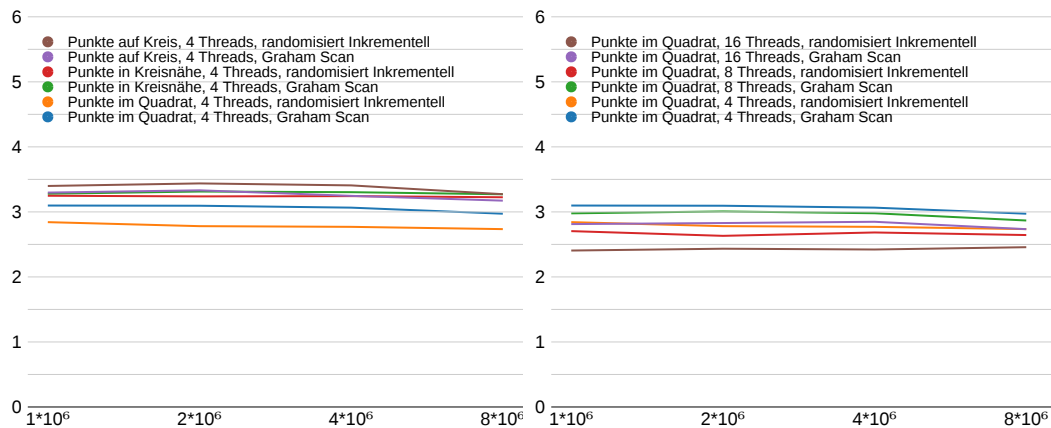 6
Punkte auf Kreis, 4 Threads, randomisiert Inkrementell
Punkte auf Kreis, 4 Threads, Graham Scan
Punkte in Kreisnähe, 4 Threads, randomisiert Inkrementell
Punkte in Kreisnähe, 4 Threads, Graham Scan
Punkte im Quadrat, 4 Threads, randomisiert Inkrementell
Punkte im Quadrat, 4 Threads, Graham Scan
5
4
3
2
1
0
1*10⁶ 2*10⁶ 4*10⁶ 8*10⁶
6
Punkte im Quadrat, 16 Threads, randomisiert Inkrementell
Punkte im Quadrat, 16 Threads, Graham Scan
Punkte im Quadrat, 8 Threads, randomisiert Inkrementell
Punkte im Quadrat, 8 Threads, Graham Scan
Punkte im Quadrat, 4 Threads, randomisiert Inkrementell
Punkte im Quadrat, 4 Threads, Graham Scan
5
4
3
2
1
0
1*10⁶ 2*10⁶ 4*10⁶ 8*10⁶